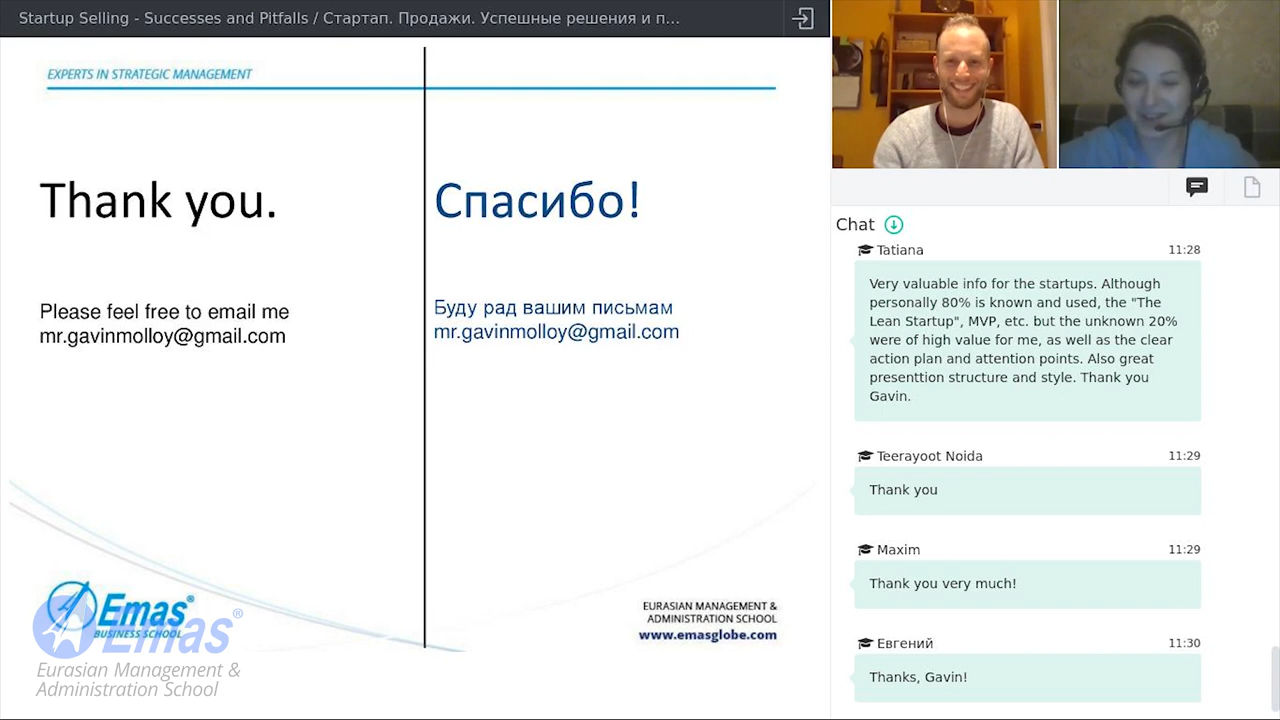 Startup Selling - Successes and Pitfalls / Стартап. Продажи. Успешные решения и п...
EXPERTS IN STRATEGIC MANAGEMENT
Thank you.
Спасибо!
Please feel free to email me
mr.gavinmolloy@gmail.com
Буду рад вашим письмам
mr.gavinmolloy@gmail.com
Emas®
BUSINESS SCHOOL
Emas®
Eurasian Management &
Administration School
EURASIAN MANAGEMENT &
ADMINISTRATION SCHOOL
www.emasglobe.com
Chat
Tatiana 11:28
Very valuable info for the startups. Although
personally 80% is known and used, the "The
Lean Startup", MVP, etc. but the unknown 20%
were of high value for me, as well as the clear
action plan and attention points. Also great
presenttion structure and style. Thank you
Gavin.
Teerayoot Noida 11:29
Thank you
Maxim 11:29
Thank you very much!
Евгений 11:30
Thanks, Gavin!